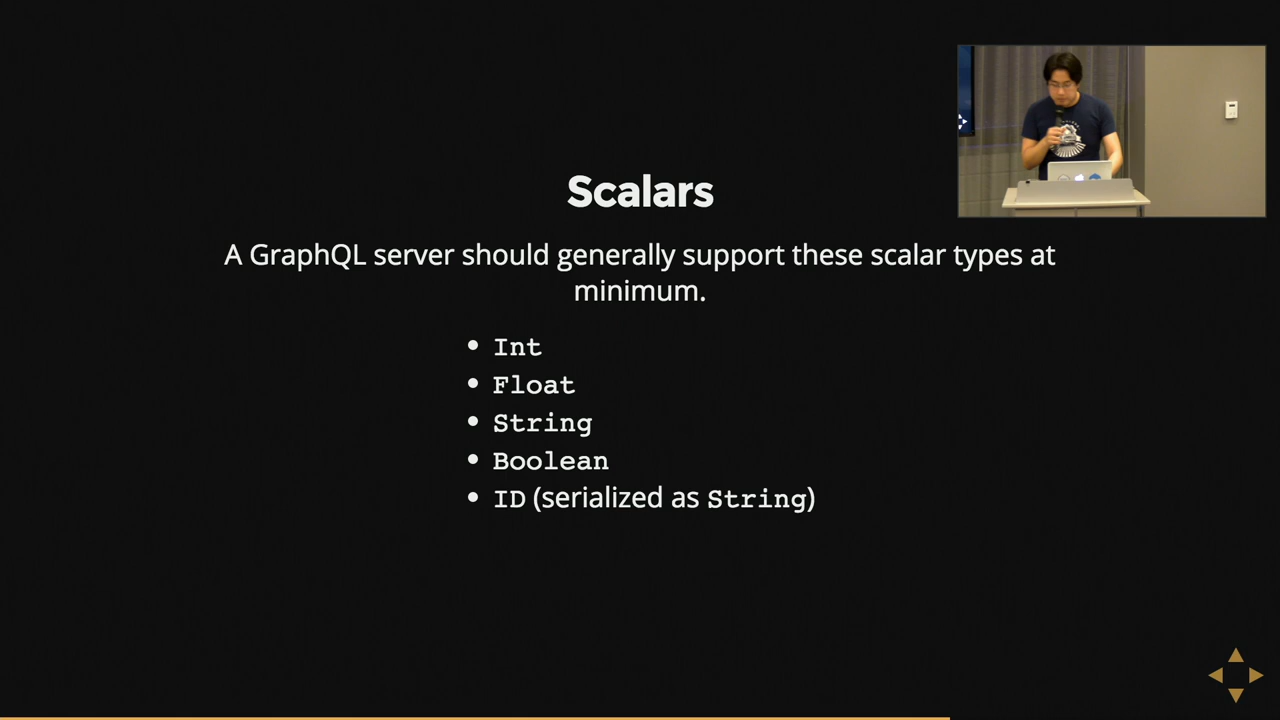 Scalars
A GraphQL server should generally support these scalar types at
minimum.
• Int
• Float
• String
• Boolean
• ID (serialized as String)